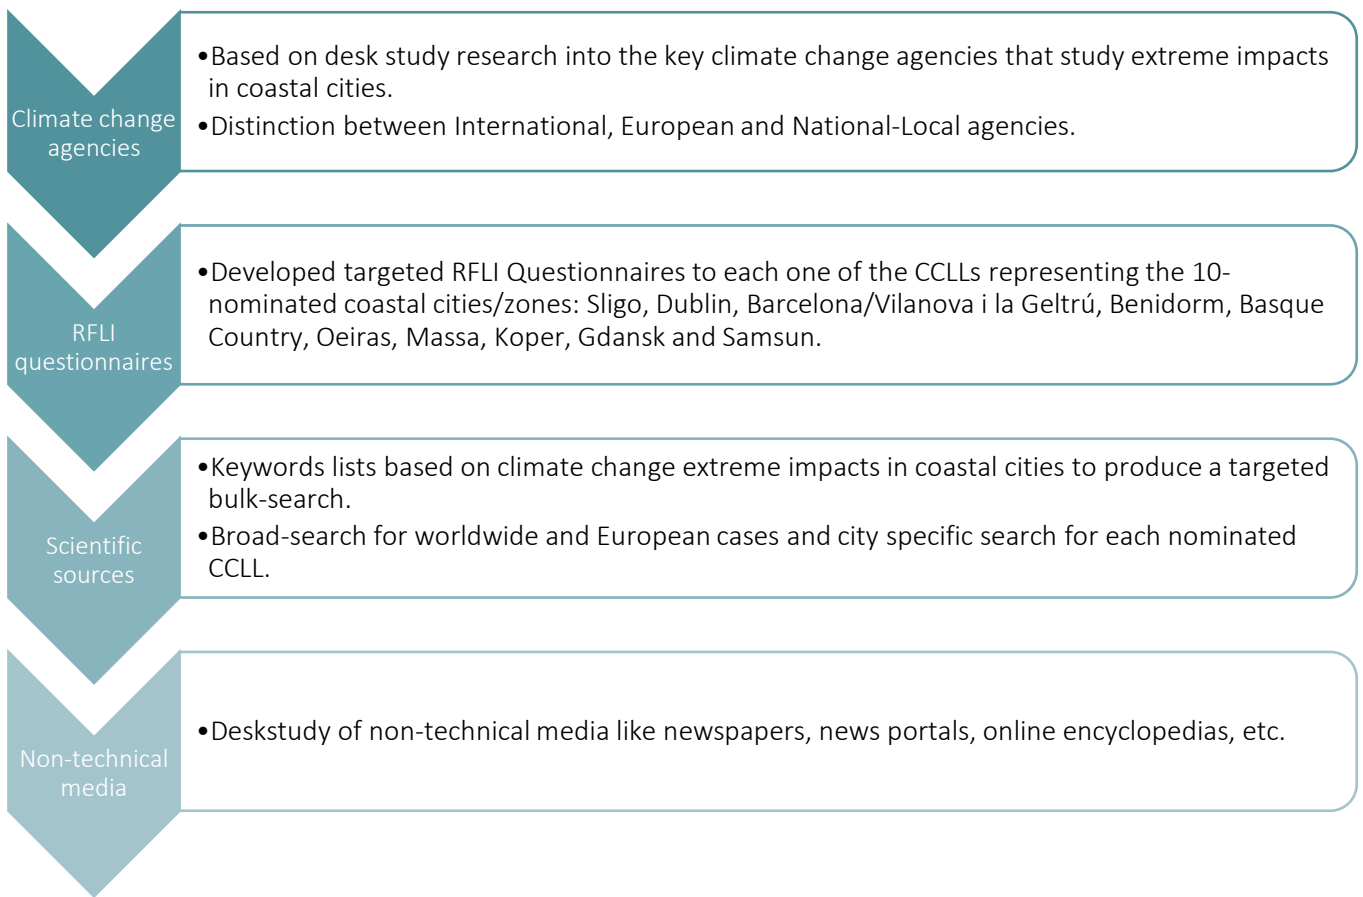 Climate change
agencies
•Based on desk study research into the key climate change agencies that study extreme impacts
in coastal cities.
•Distinction between International, European and National-Local agencies.
RFLI
questionnaires
•Developed targeted RFLI Questionnaires to each one of the CCLLs representing the 10-
nominated coastal cities/zones: Sligo, Dublin, Barcelona/Vilanova i la Geltrú, Benidorm, Basque
Country, Oeiras, Massa, Koper, Gdansk and Samsun.
Scientific
sources
•Keywords lists based on climate change extreme impacts in coastal cities to produce a targeted
bulk-search.
•Broad-search for worldwide and European cases and city specific search for each nominated
CCLL.
Non-technical
media
•Deskstudy of non-technical media like newspapers, news portals, online encyclopedias, etc.